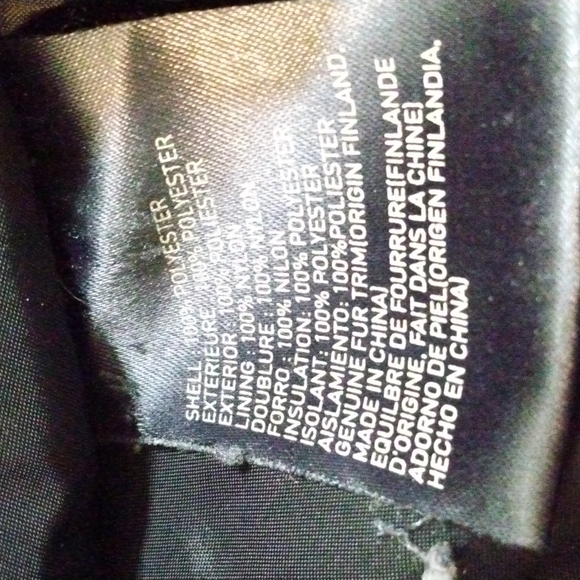 SHELL : 100% POLYESTER
EXTERIEURE : 100% POLYESTER
EXTERIOR : 100% POLIESTER
LINING : 100% NYLON
DOUBLURE : 100% NYLON
FORRO : 100% NILON
INSULATION: 100% POLYESTER
ISOLANT: 100% POLYESTER
AISLAMIENTO: 100%POLIESTER
GENUINE FUR TRIM(ORIGIN FINLAND.
MADE IN CHINA)
EQUILBRE DE FOURRURE(FINLANDE
D'ORIGINE. FAIT DANS LA CHINE)
ADORNO DE PIEL(ORIGEN FINLANDIA.
HECHO EN CHINA)